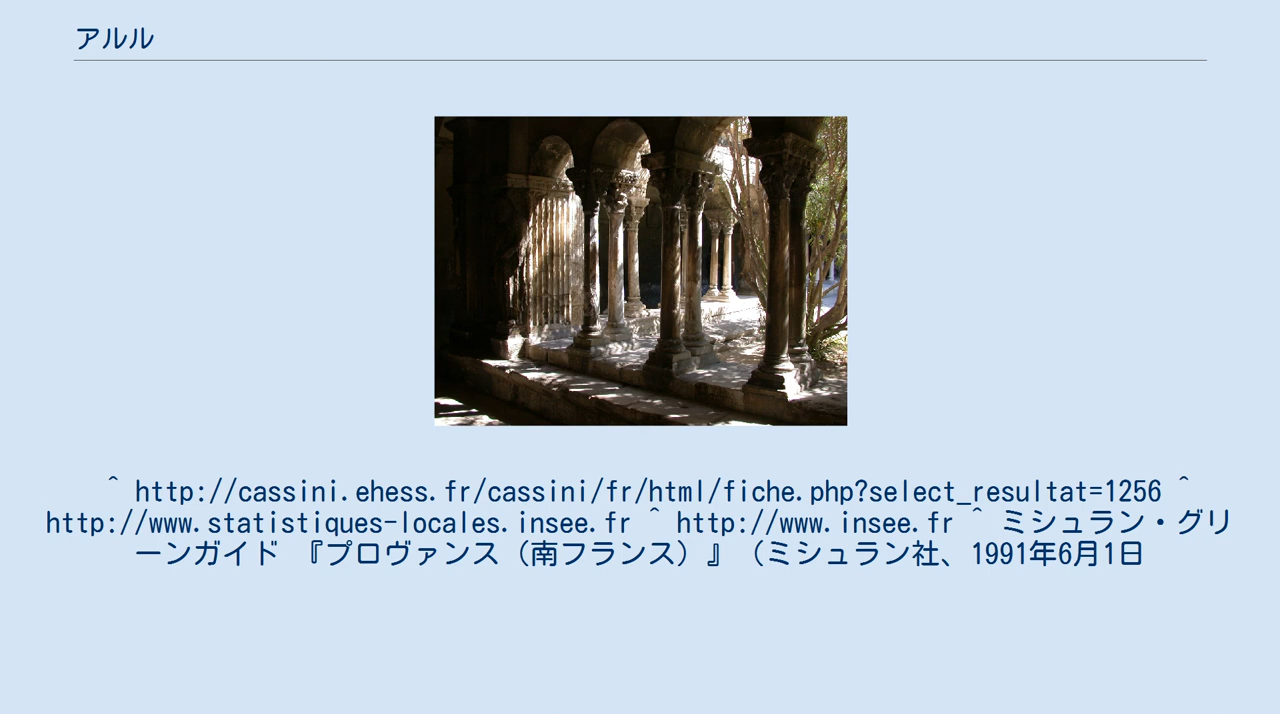 アルル
^ http://cassini.ehess.fr/cassini/fr/html/fiche.php?select_resultat=1256 ^
http://www.statistiques-locales.insee.fr ^ http://www.insee.fr ^ ミシュラン・グリ
ーンガイド 『プロヴァンス（南フランス）』（ミシュラン社、1991年6月1日